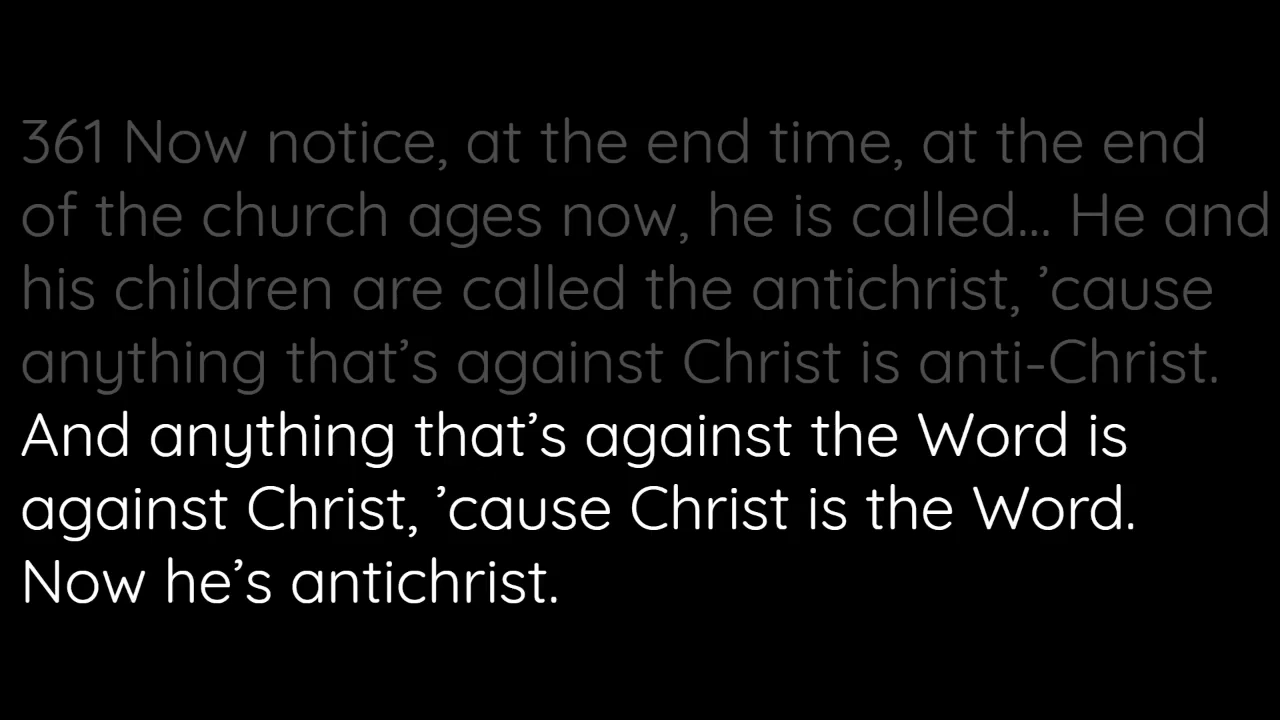 361 Now notice, at the end time, at the end
of the church ages now, he is called... He and
his children are called the antichrist, ’cause
anything that’s against Christ is anti-Christ.
And anything that’s against the Word is
against Christ, ’cause Christ is the Word.
Now he’s antichrist.